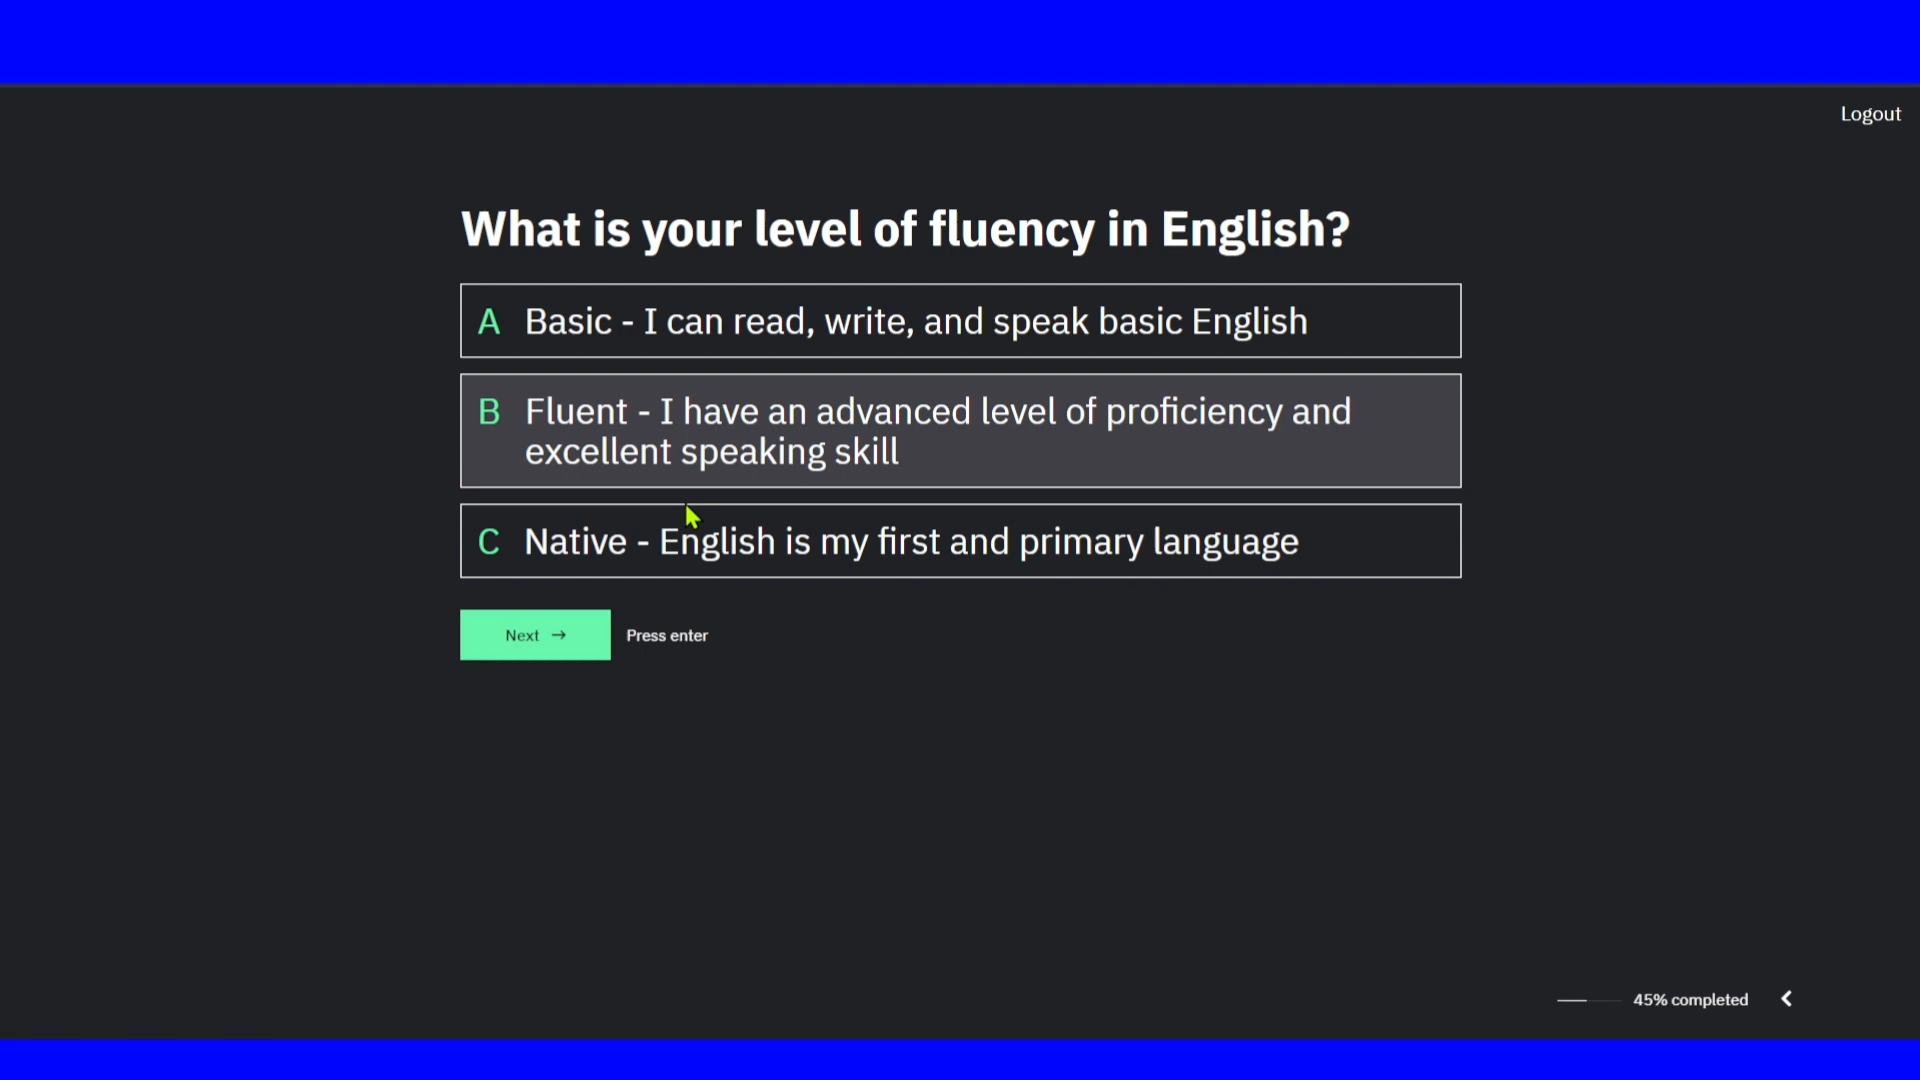 Logout
What is your level of fluency in English?
A Basic - I can read, write, and speak basic English
B Fluent - I have an advanced level of proficiency and
excellent speaking skill
C Native - English is my first and primary language
Next → Press enter
45% completed